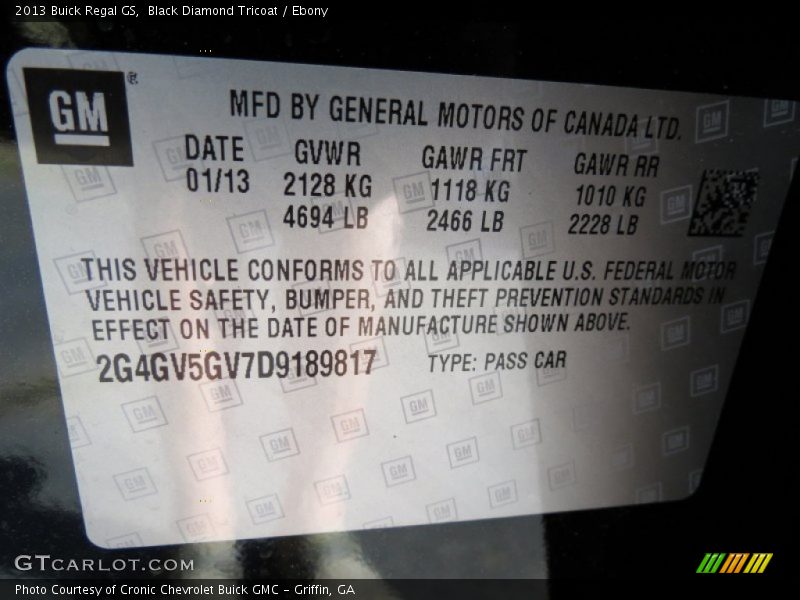 2013 Buick Regal GS, Black Diamond Tricoat / Ebony
GM ®
MFD BY GENERAL MOTORS OF CANADA LTD.
DATE GVWR GAWR FRT GAWR RR
01/13 2128 KG 1118 KG 1010 KG
4694 LB 2466 LB 2228 LB
THIS VEHICLE CONFORMS TO ALL APPLICABLE U.S. FEDERAL MOTOR
VEHICLE SAFETY, BUMPER, AND THEFT PREVENTION STANDARDS IN
EFFECT ON THE DATE OF MANUFACTURE SHOWN ABOVE.
2G4GV5GV7D9189817 TYPE: PASS CAR
GTCARLOT.COM
Photo Courtesy of Cronic Chevrolet Buick GMC – Griffin, GA